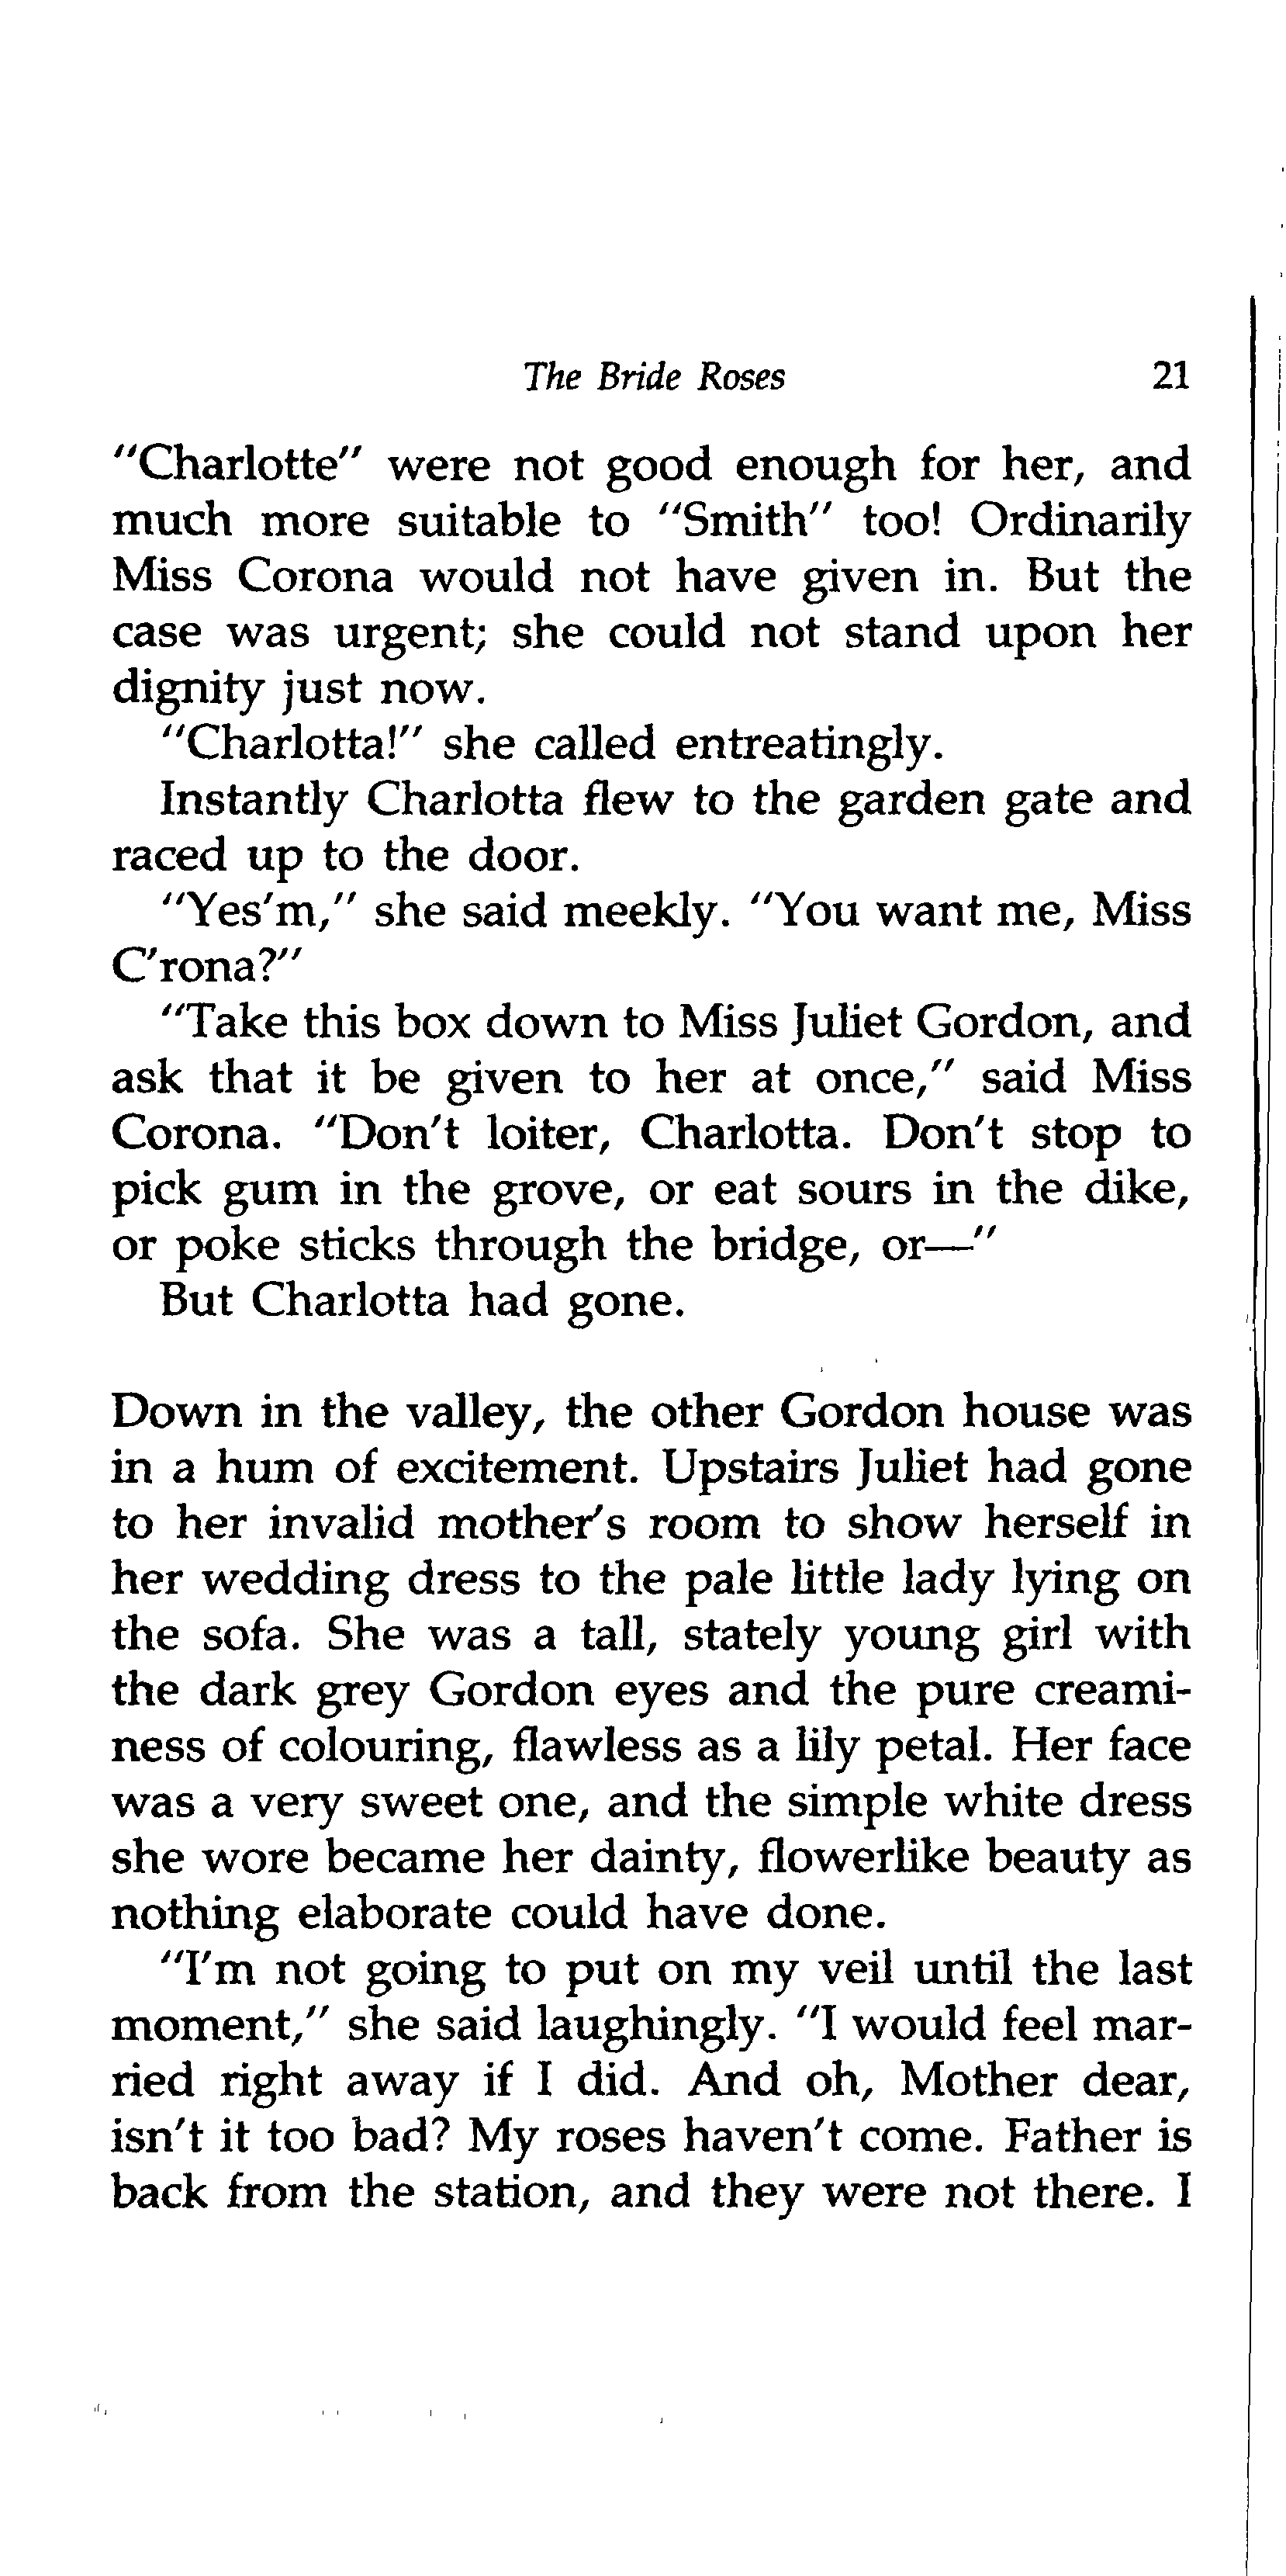 The Bride Roses 21
"Charlotte" were not good enough for her, and
much more suitable to "Smith" too! Ordinarily
Miss Corona would not have given in. But the
case was urgent; she could not stand upon her
dignity just now.
"Charlotta!" she called entreatingly.
Instantly Charlotta flew to the garden gate and
raced up to the door.
"Yes'm," she said meekly. "You want me, Miss
C'rona?"
"Take this box down to Miss Juliet Gordon, and
ask that it be given to her at once," said Miss
Corona. "Don't loiter, Charlotta. Don't stop to
pick gum in the grove, or eat sours in the dike,
or poke sticks through the bridge, or—"
But Charlotta had gone.
Down in the valley, the other Gordon house was
in a hum of excitement. Upstairs Juliet had gone
to her invalid mother's room to show herself in
her wedding dress to the pale little lady lying on
the sofa. She was a tall, stately young girl with
the dark grey Gordon eyes and the pure creami-
ness of colouring, flawless as a lily petal. Her face
was a very sweet one, and the simple white dress
she wore became her dainty, flowerlike beauty as
nothing elaborate could have done.
"I'm not going to put on my veil until the last
moment," she said laughingly. "I would feel mar-
ried right away if I did. And oh, Mother dear,
isn't it too bad? My roses haven't come. Father is
back from the station, and they were not there. I